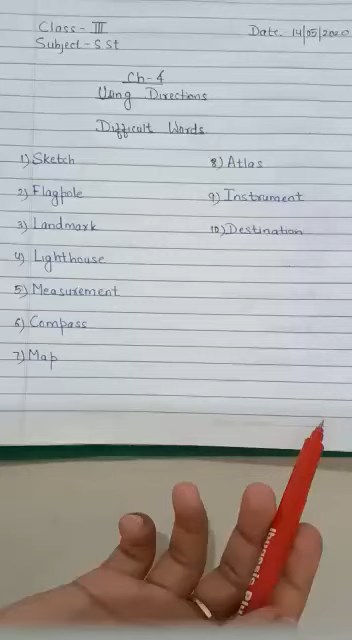 Class - III
Date. 14/05/2020
Subject - S St
Ch-4
Using Directions
Difficult Words
1) Sketch
2) Flagpole
3) Landmark
4) Lighthouse
5) Measurement
6) Compass
7) Map
8) Atlas
9) Instrument
10) Destination